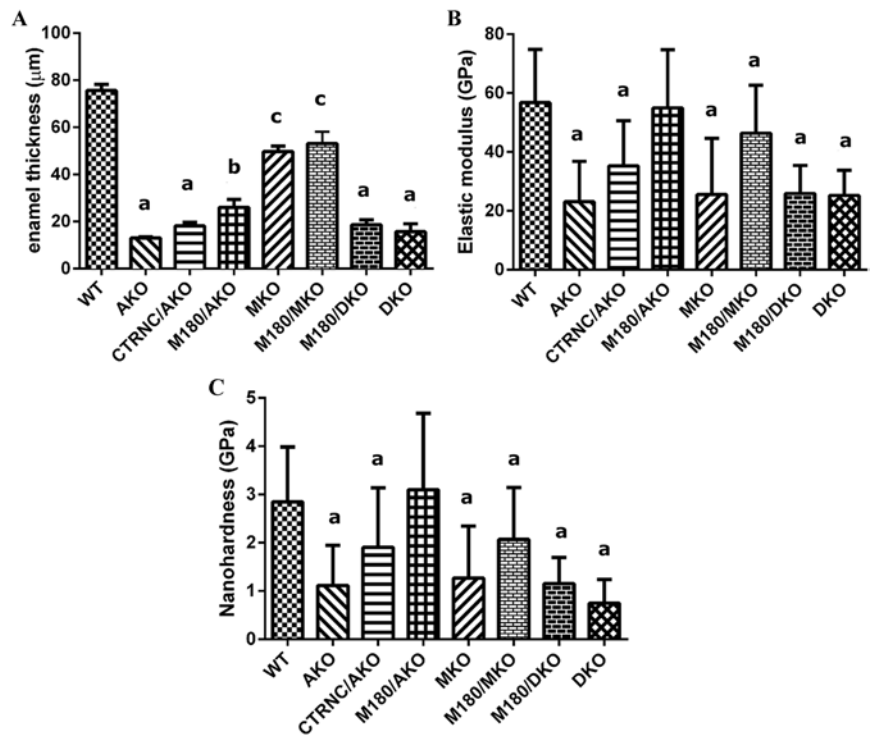 A
enamel thickness (μm)
100
80
60
40
20
0
a
a
b
c
c
a
a
WT
AKO
CTRNC/AKO
M180/AKO
MKO
M180/MKO
M180/DKO
DKO
B
Elastic modulus (GPa)
80
60
40
20
0
a
a
a
a
a
a
WT
AKO
CTRNC/AKO
M180/AKO
MKO
M180/MKO
M180/DKO
DKO
C
Nanohardness (GPa)
5
4
3
2
1
0
a
a
a
a
a
a
WT
AKO
CTRNC/AKO
M180/AKO
MKO
M180/MKO
M180/DKO
DKO